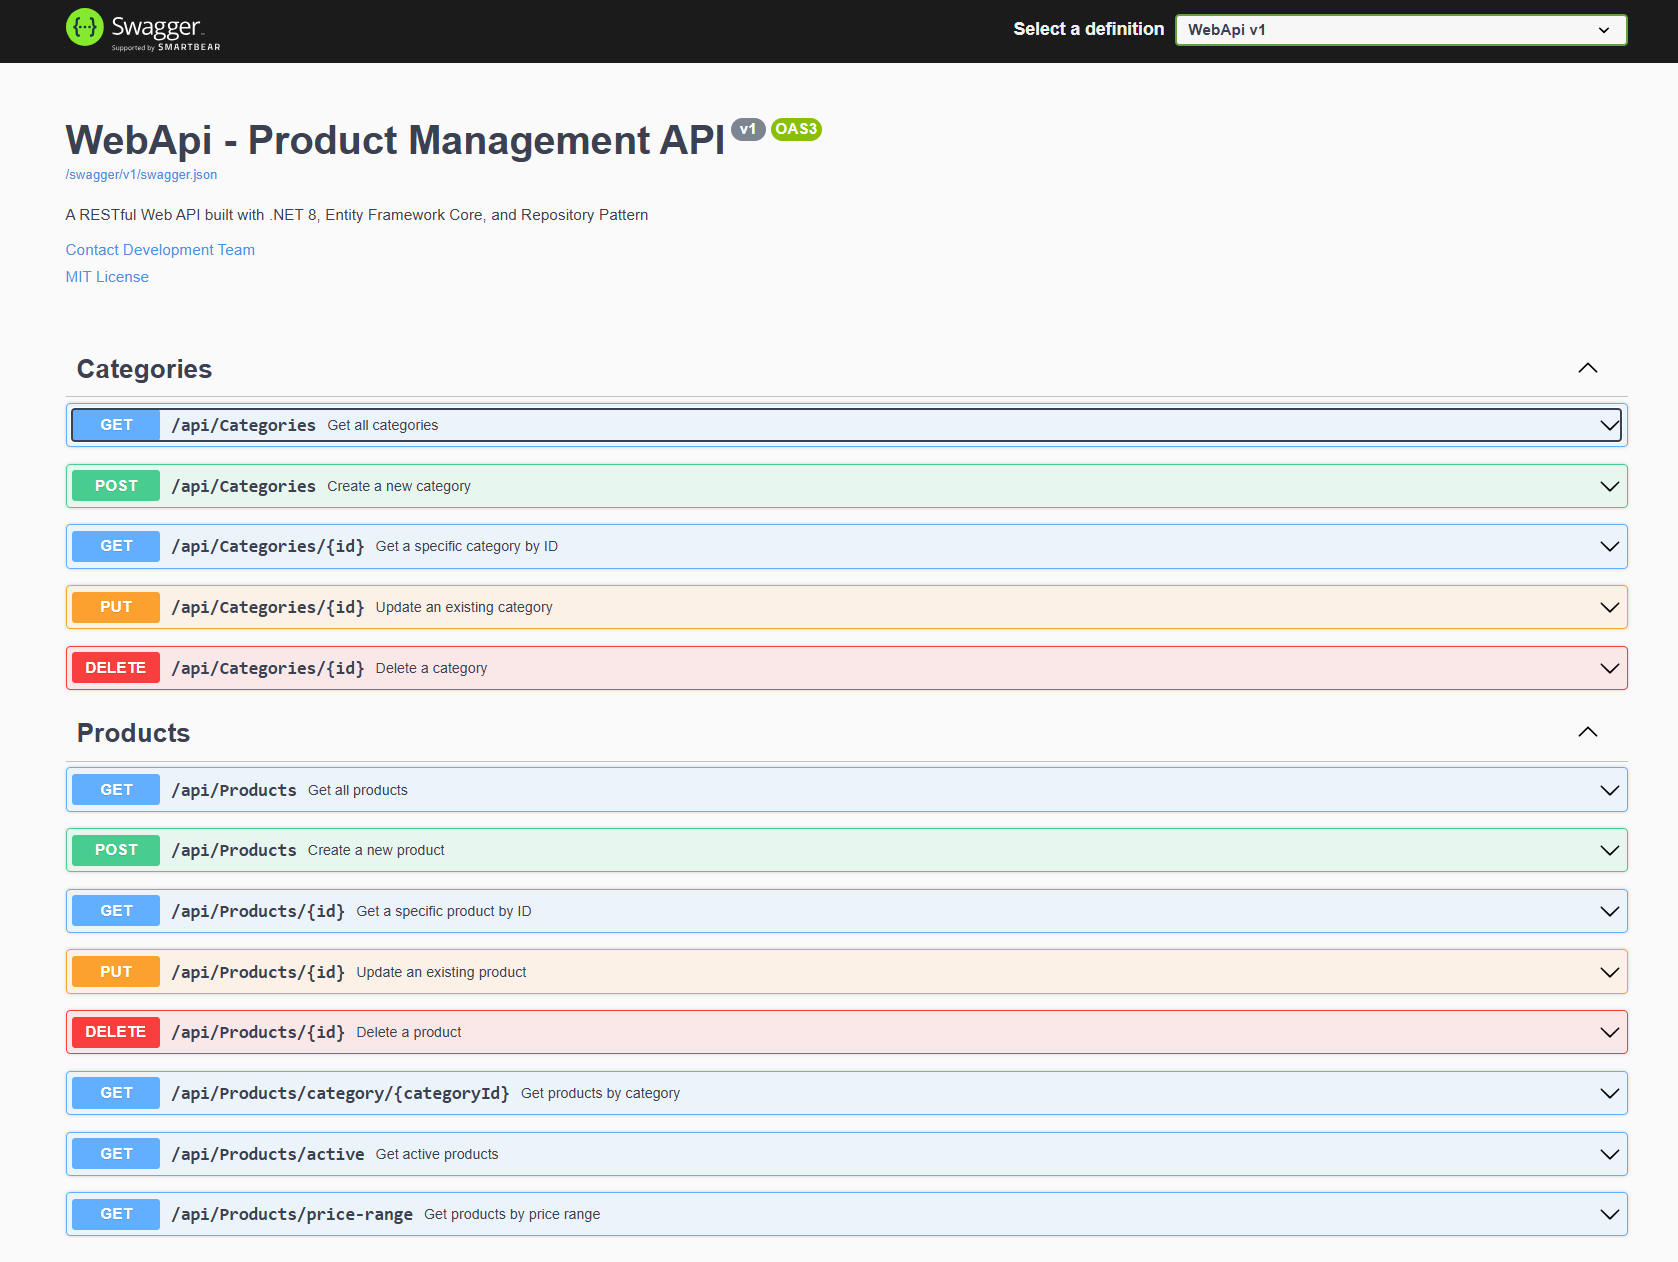 Swagger
Supported by SMARTBEAR
Select a definition
WebApi v1
WebApi - Product Management API v1 OAS3
/swagger/v1/swagger.json
A RESTful Web API built with .NET 8, Entity Framework Core, and Repository Pattern
Contact Development Team
MIT License
Categories
GET /api/Categories Get all categories
POST /api/Categories Create a new category
GET /api/Categories/{id} Get a specific category by ID
PUT /api/Categories/{id} Update an existing category
DELETE /api/Categories/{id} Delete a category
Products
GET /api/Products Get all products
POST /api/Products Create a new product
GET /api/Products/{id} Get a specific product by ID
PUT /api/Products/{id} Update an existing product
DELETE /api/Products/{id} Delete a product
GET /api/Products/category/{categoryId} Get products by category
GET /api/Products/active Get active products
GET /api/Products/price-range Get products by price range